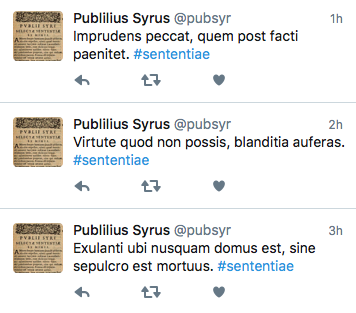 Publilius Syrus @pubsyr 1h
Imprudens peccat, quem post facti
paenitet. #sententiae
Publilius Syrus @pubsyr 2h
Virtute quod non possis, blanditia auferas.
#sententiae
Publilius Syrus @pubsyr 3h
Exulanti ubi nusquam domus est, sine
sepulcro est mortuus. #sententiae